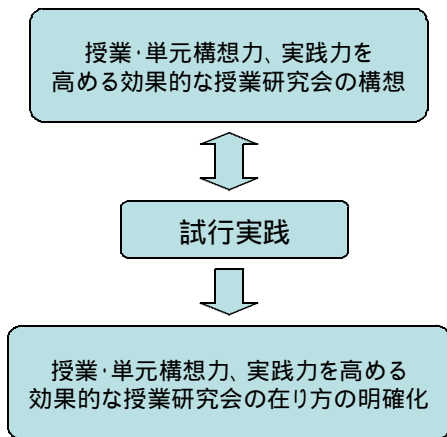 授業・単元構想力、実践力を
高める効果的な授業研究会の構想
試行実践
授業・単元構想力、実践力を高める
効果的な授業研究会の在り方の明確化